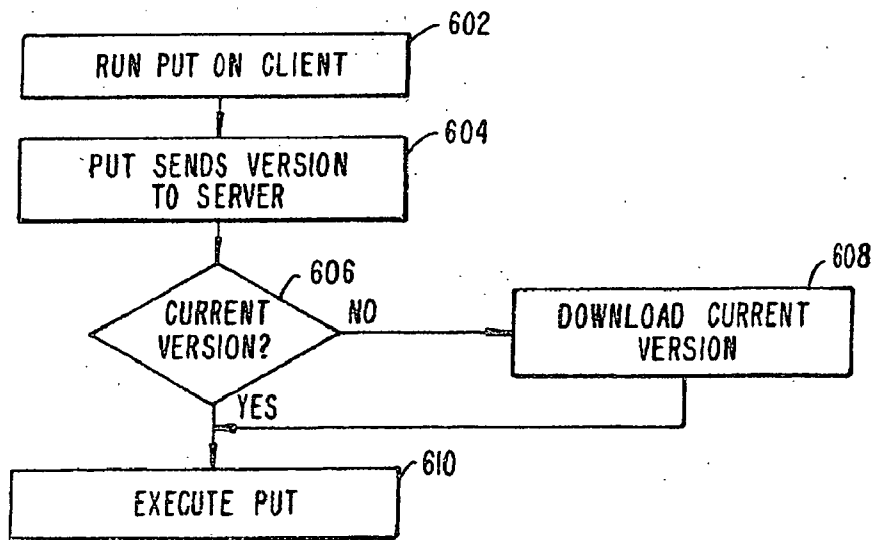 602
RUN PUT ON CLIENT
604
PUT SENDS VERSION
TO SERVER
606
CURRENT
VERSION?
NO
608
DOWNLOAD CURRENT
VERSION
YES
610
EXECUTE PUT